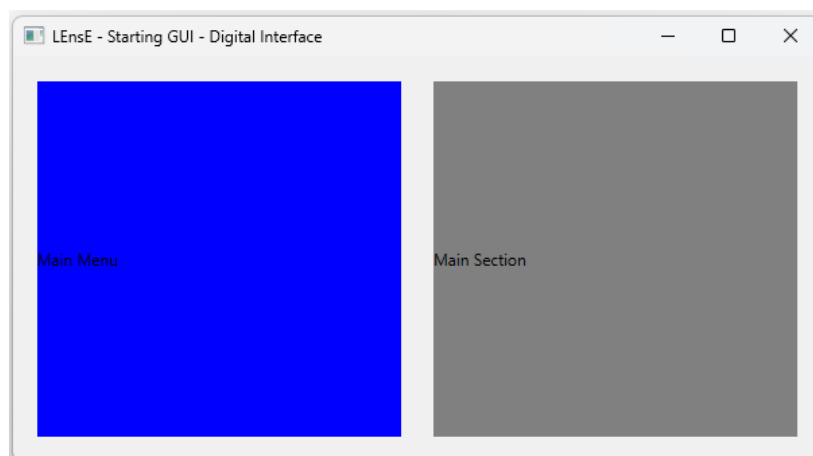 LEnsE - Starting GUI - Digital Interface
Main Menu
Main Section